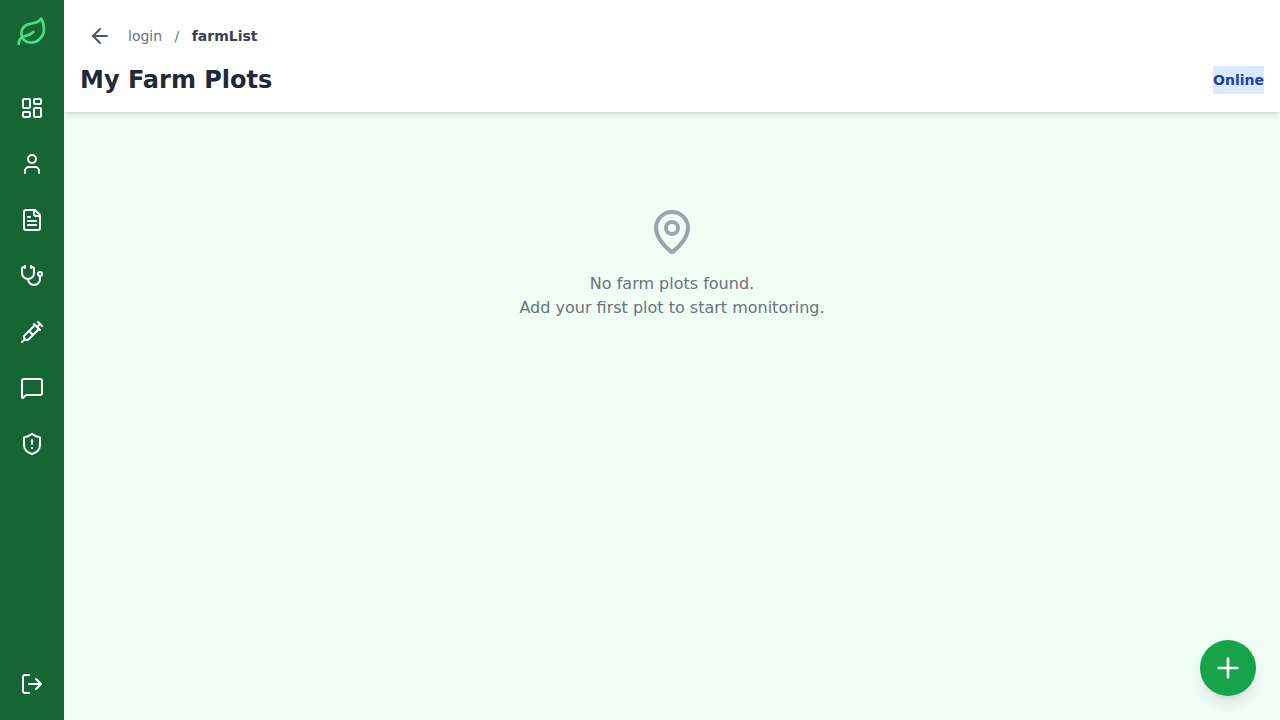 login / farmList
My Farm Plots
Online
No farm plots found.
Add your first plot to start monitoring.